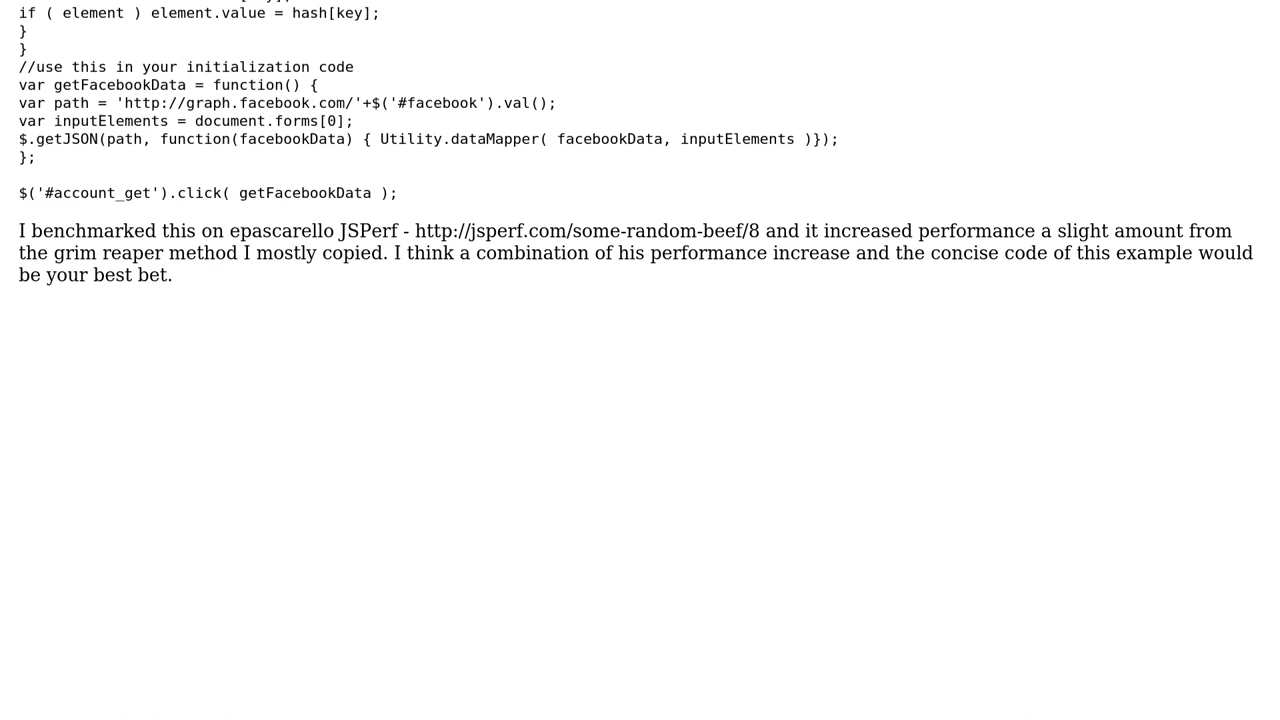 if ( element ) element.value = hash[key];
}
}
//use this in your initialization code
var getFacebookData = function() {
var path = 'http://graph.facebook.com/'+$('#facebook').val();
var inputElements = document.forms[0];
$.getJSON(path, function(facebookData) { Utility.dataMapper( facebookData, inputElements )});
};
$('#account_get').click( getFacebookData );
I benchmarked this on epascarello JSPerf - http://jsperf.com/some-random-beef/8 and it increased performance a slight amount from
the grim reaper method I mostly copied. I think a combination of his performance increase and the concise code of this example would
be your best bet.